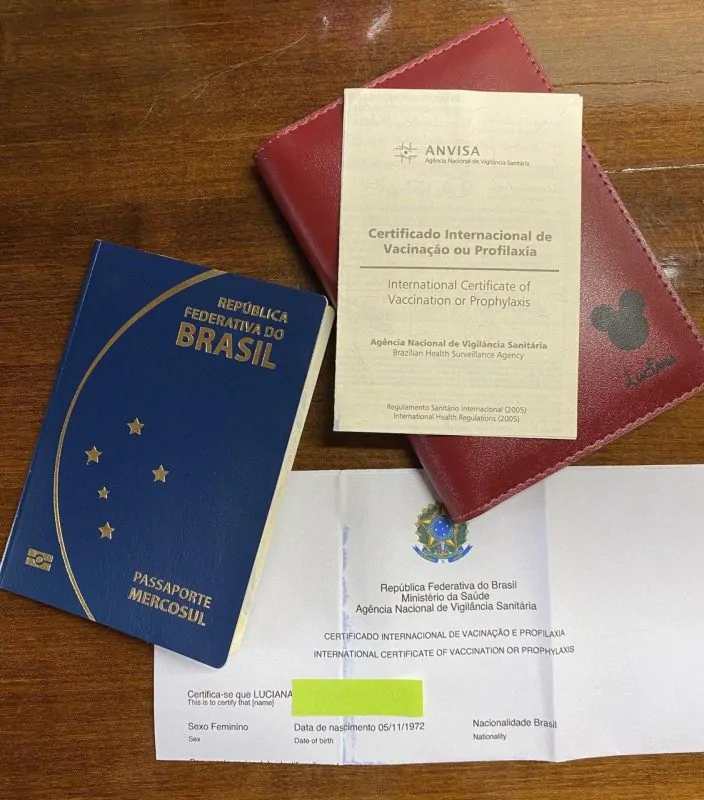 ANVISA
Agência Nacional de Vigilância Sanitária
Certificado Internacional de
Vacinação ou Profilaxia
International Certificate of
Vaccination or Prophylaxis
Agência Nacional de Vigilância Sanitária
Brazilian Health Surveillance Agency
Regulamento Sanitário Internacional (2005)
International Health Regulations (2005)
Luciana
REPÚBLICA
FEDERATIVA DO
BRASIL
PASSAPORTE
MERCOSUL
República Federativa do Brasil
Ministério da Saúde
Agência Nacional de Vigilância Sanitária
CERTIFICADO INTERNACIONAL DE VACINAÇÃO E PROFILAXIA
INTERNATIONAL CERTIFICATE OF VACCINATION OR PROPHYLAXIS
Certifica-se que LUCIANA
This is to certify that [name]
Sexo Feminino Data de nascimento 05/11/1972 Nacionalidade Brasil
Sex Date of birth Nationality